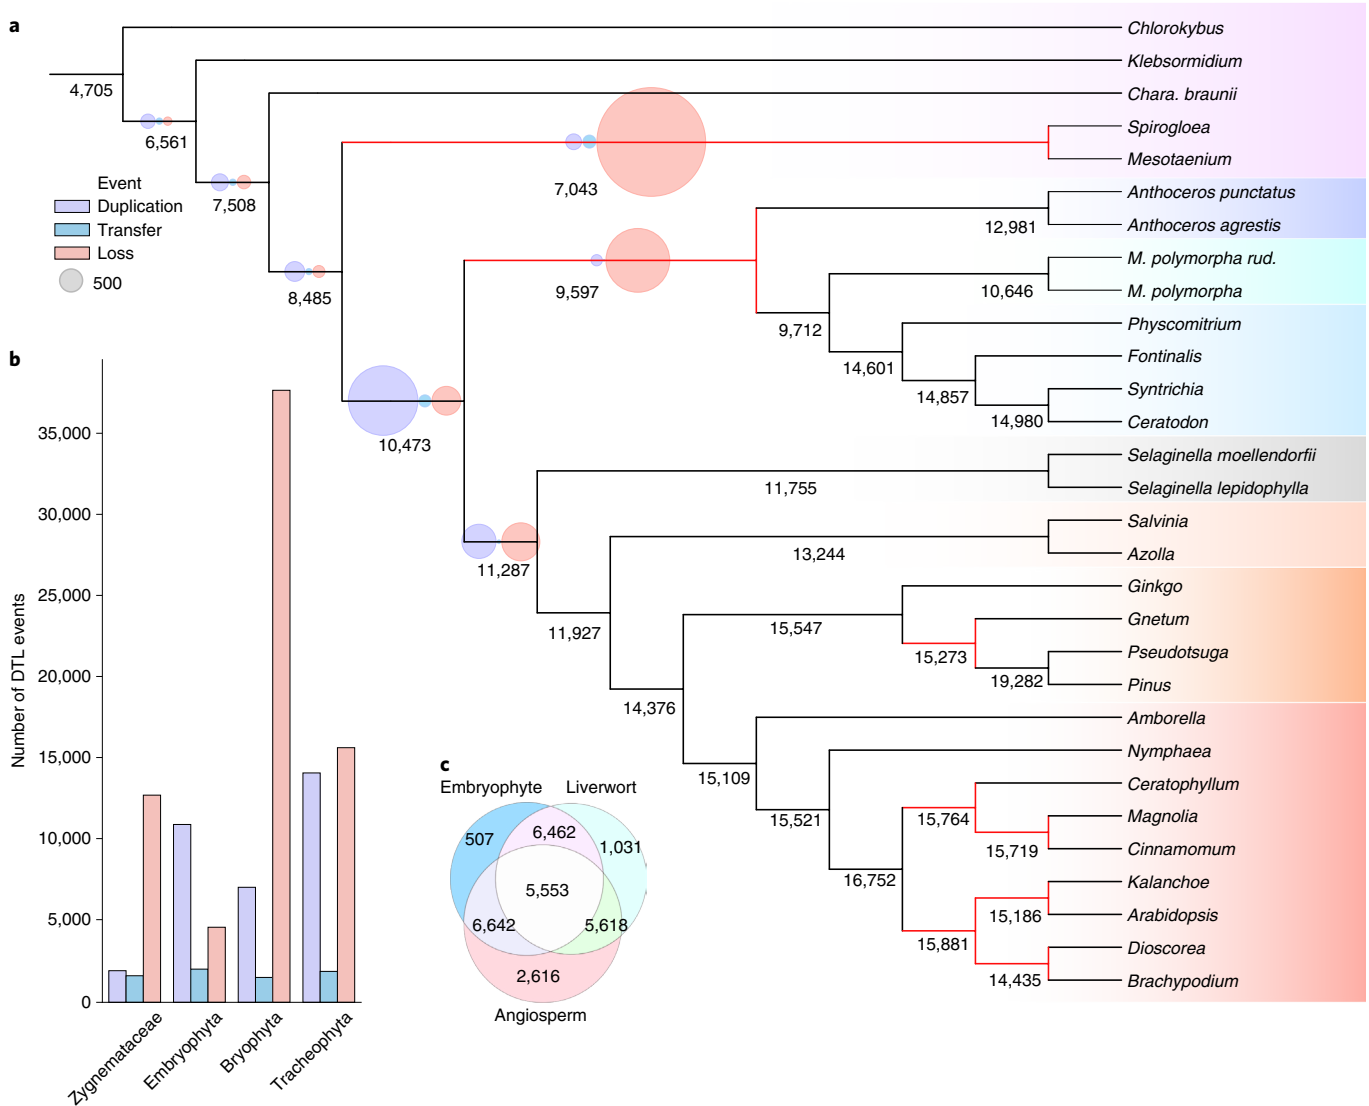 a
Chlorokybus
Klebsormidium
Chara. braunii
Spirogloea
Mesotaenium
Anthoceros punctatus
Anthoceros agrestis
M. polymorpha rud.
M. polymorpha
Physcomitrium
Fontinalis
Syntrichia
Ceratodon
Selaginella moellendorfii
Selaginella lepidophylla
Salvinia
Azolla
Ginkgo
Gnetum
Pseudotsuga
Pinus
Amborella
Nymphaea
Ceratophyllum
Magnolia
Cinnamomum
Kalanchoe
Arabidopsis
Dioscorea
Brachypodium
4,705
6,561
7,508
8,485
7,043
9,597
10,473
11,287
12,981
10,646
9,712
14,601
14,857
14,980
11,755
13,244
11,927
15,547
15,273
19,282
14,376
15,109
15,521
15,764
15,719
16,752
15,186
15,881
14,435
Event
Duplication
Transfer
Loss
500
b
Number of DTL events
35,000
30,000
25,000
20,000
15,000
10,000
5,000
0
Zygnemataceae
Embryophyta
Bryophyta
Tracheophyta
c
Embryophyte
Liverwort
507
6,462
1,031
5,553
6,642
5,618
2,616
Angiosperm